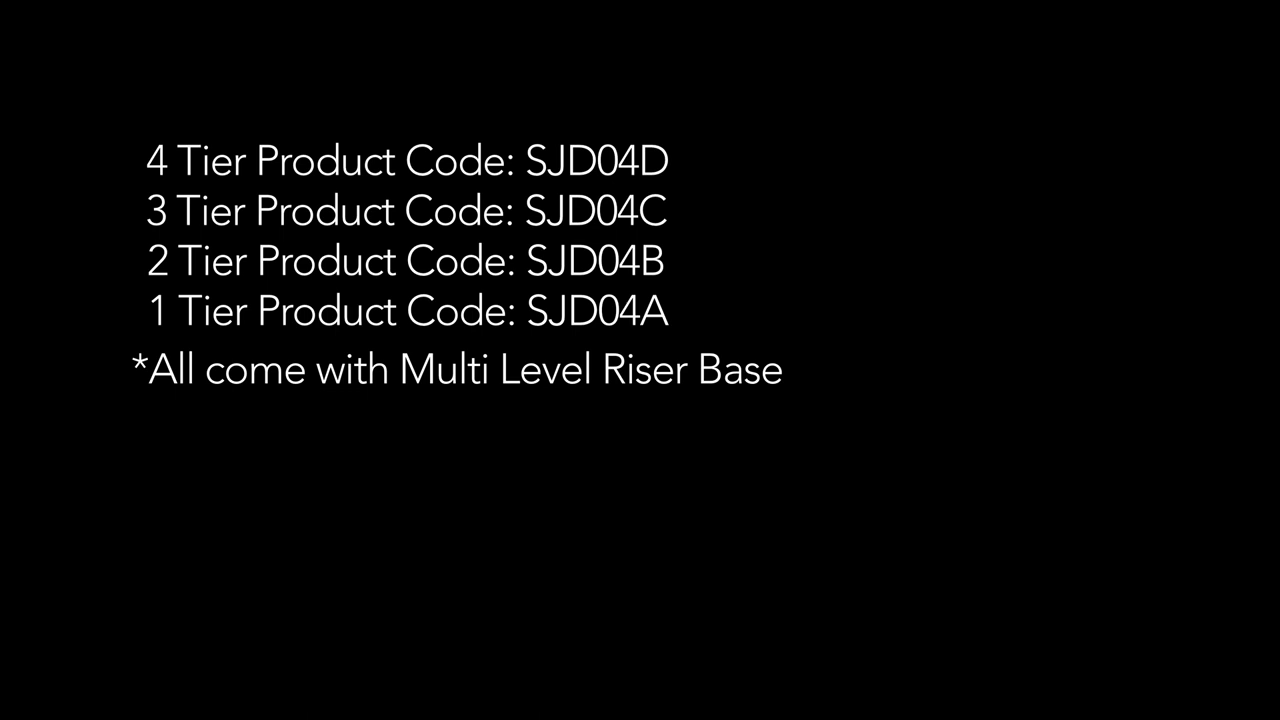 4 Tier Product Code: SJD04D
3 Tier Product Code: SJD04C
2 Tier Product Code: SJD04B
1 Tier Product Code: SJD04A
*All come with Multi Level Riser Base